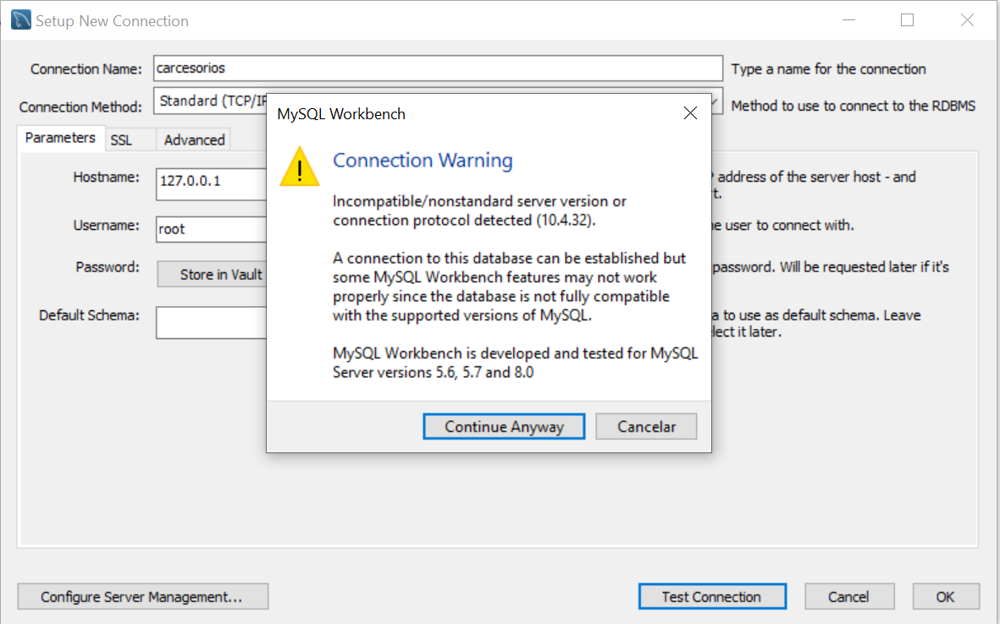 Setup New Connection
Connection Name:
carcesorios
Type a name for the connection
Connection Method:
Standard (TCP/IP
Method to use to connect to the RDBMS
Parameters
SSL
Advanced
Hostname:
127.0.0.1
address of the server host - and
Username:
root
user to connect with.
Password:
Store in Vault
password. Will be requested later if it's
Default Schema:
to use as default schema. Leave
it later.
MySQL Workbench
Connection Warning
Incompatible/nonstandard server version or
connection protocol detected (10.4.32).
A connection to this database can be established but
some MySQL Workbench features may not work
properly since the database is not fully compatible
with the supported versions of MySQL.
MySQL Workbench is developed and tested for MySQL
Server versions 5.6, 5.7 and 8.0
Continue Anyway
Cancelar
Configure Server Management...
Test Connection
Cancel
OK